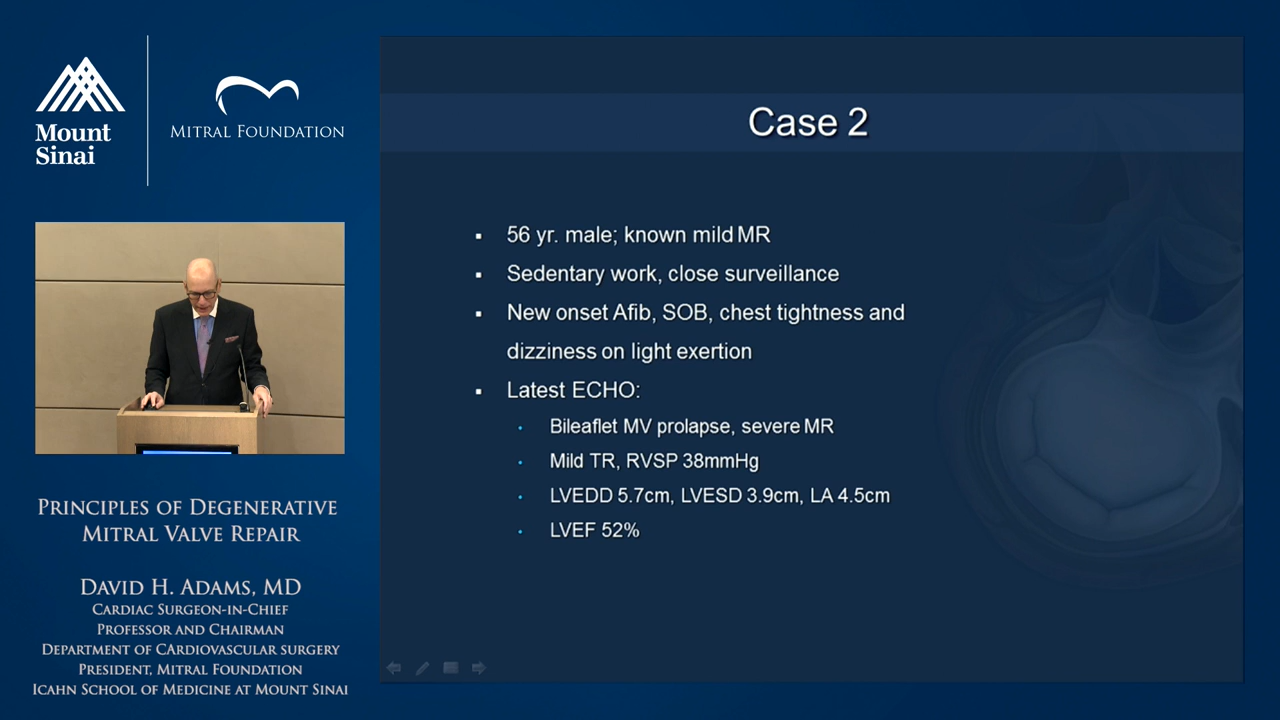 Mount
Sinai
MITRAL FOUNDATION
PRINCIPLES OF DEGENERATIVE
MITRAL VALVE REPAIR
DAVID H. ADAMS, MD
CARDIAC SURGEON-IN-CHIEF
PROFESSOR AND CHAIRMAN
DEPARTMENT OF CARDIOVASCULAR SURGERY
PRESIDENT, MITRAL FOUNDATION
ICAHN SCHOOL OF MEDICINE AT MOUNT SINAI
Case 2
▪ 56 yr. male; known mild MR
▪ Sedentary work, close surveillance
▪ New onset Afib, SOB, chest tightness and
dizziness on light exertion
▪ Latest ECHO:
• Bileaflet MV prolapse, severe MR
• Mild TR, RVSP 38mmHg
• LVEDD 5.7cm, LVESD 3.9cm, LA 4.5cm
• LVEF 52%